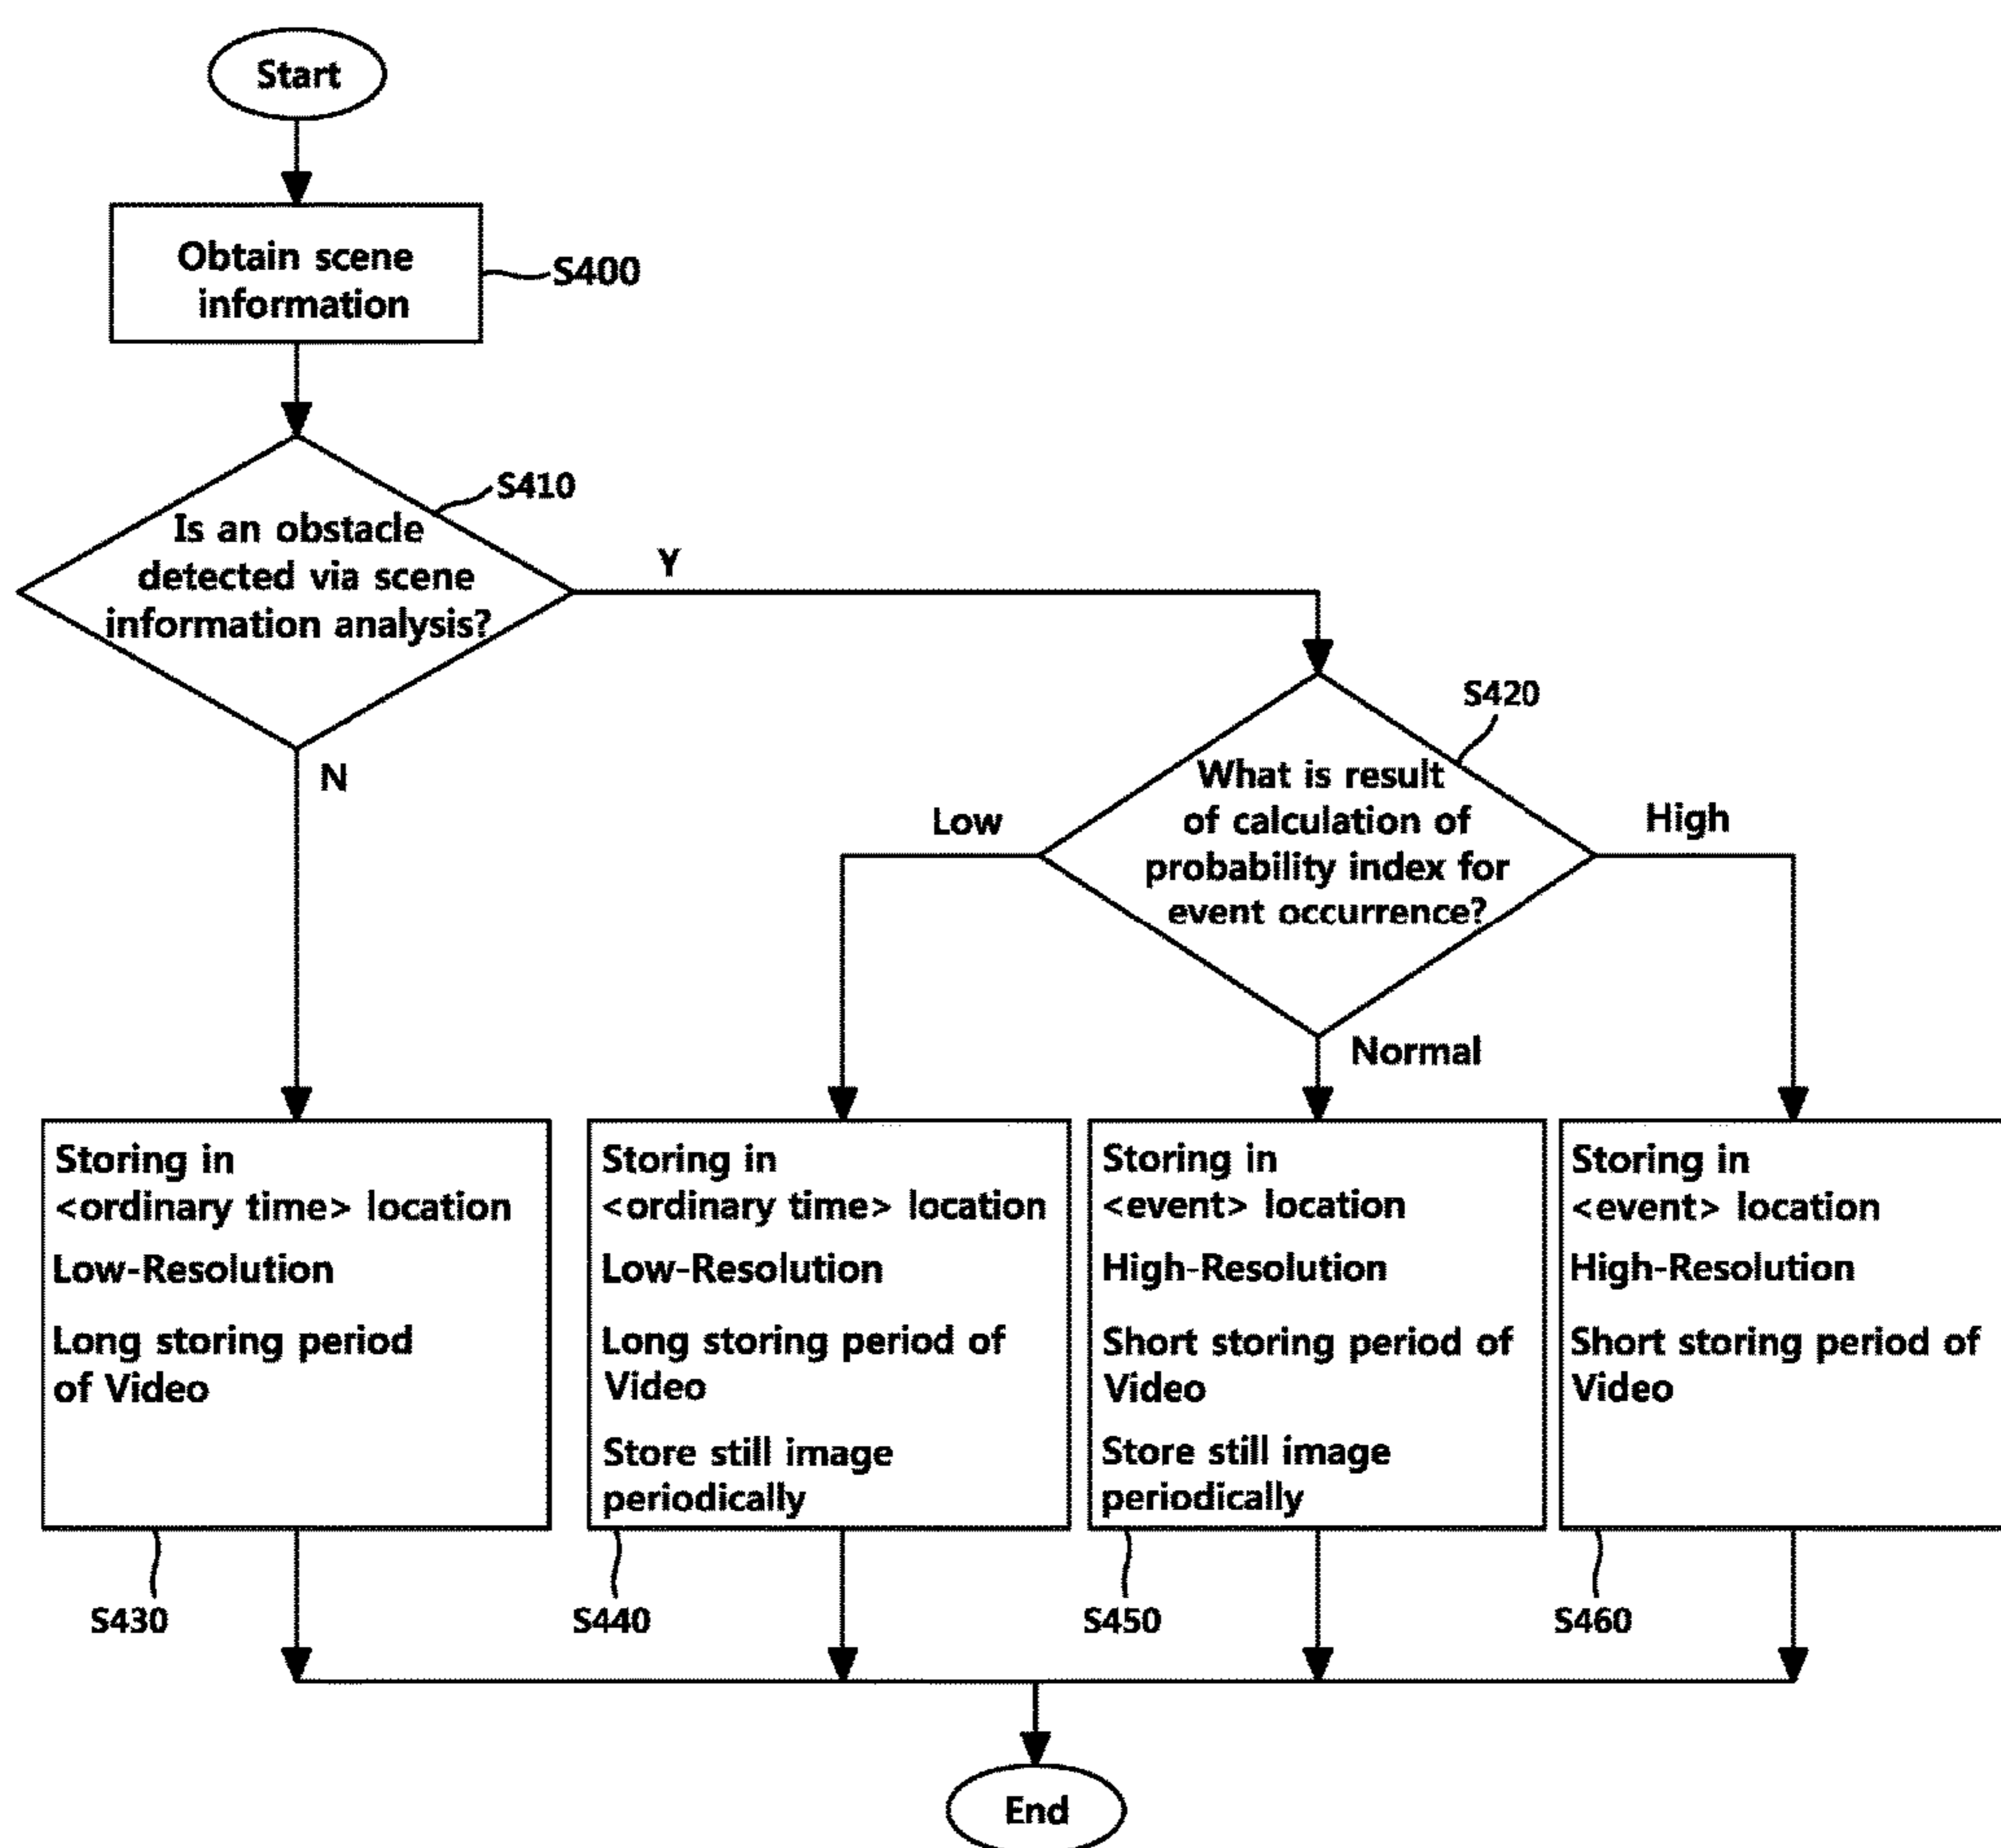 Start
Obtain scene
information
S400
S410
Is an obstacle
detected via scene
information analysis?
Y
N
S420
What is result
of calculation of
probability index for
event occurrence?
Low
High
Normal
Storing in
<ordinary time> location
Low-Resolution
Long storing period
of Video
S430
Storing in
<ordinary time> location
Low-Resolution
Long storing period of
Video
Store still image
periodically
S440
Storing in
<event> location
High-Resolution
Short storing period of
Video
Store still image
periodically
S450
Storing in
<event> location
High-Resolution
Short storing period of
Video
S460
End